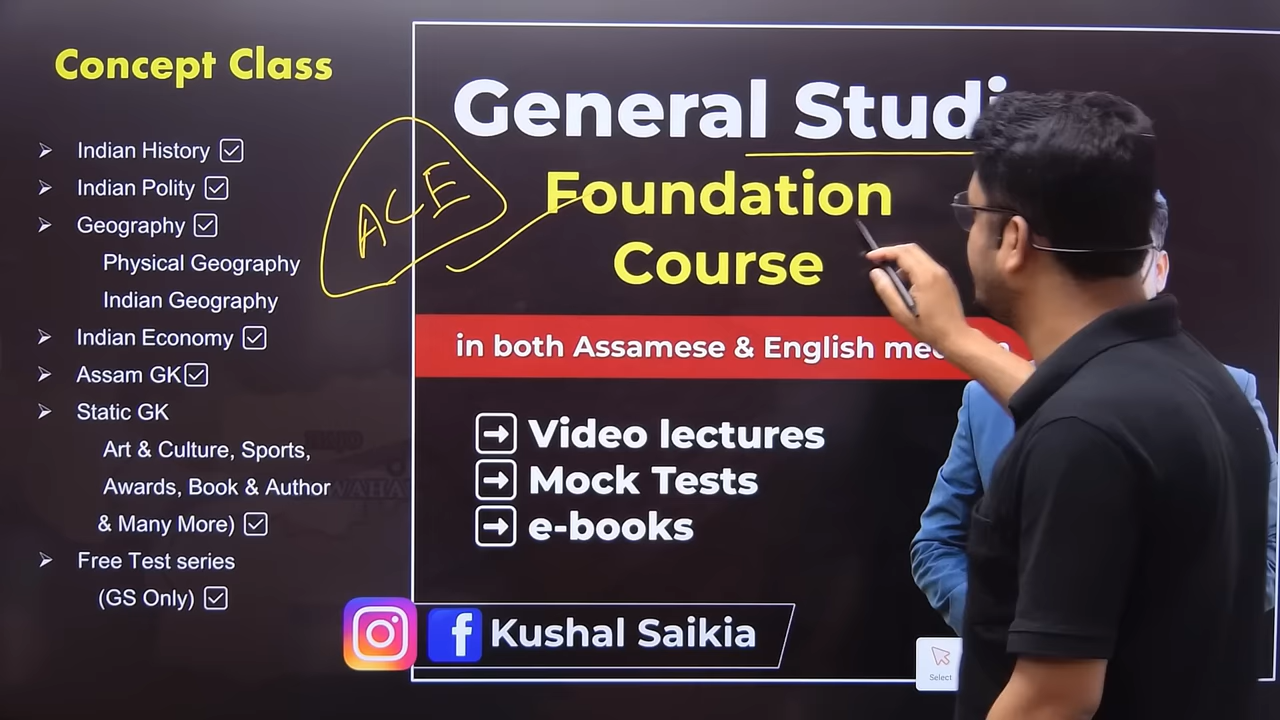 Concept Class
Indian History
Indian Polity
Geography
Physical Geography
Indian Geography
Indian Economy
Assam GK
Static GK
Art & Culture, Sports,
Awards, Book & Author
& Many More)
Free Test series
(GS Only)
ACE
General Studi
Foundation
Course
in both Assamese & English
Video lectures
Mock Tests
e-books
Kushal Saikia
Select